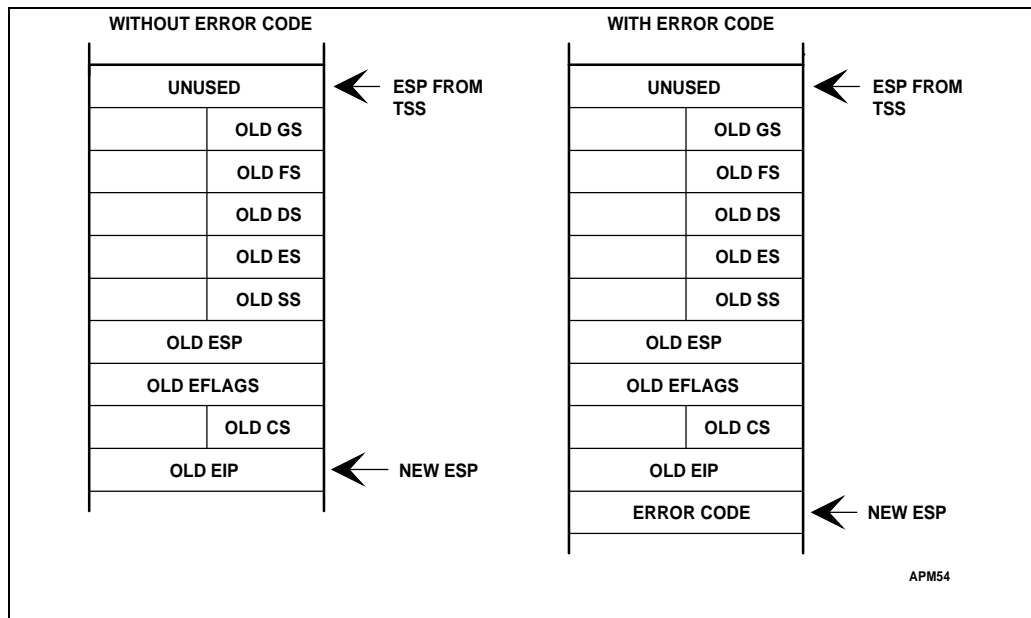 WITHOUT ERROR CODE
UNUSED
ESP FROM
TSS
OLD GS
OLD FS
OLD DS
OLD ES
OLD SS
OLD ESP
OLD EFLAGS
OLD CS
OLD EIP
NEW ESP
WITH ERROR CODE
UNUSED
ESP FROM
TSS
OLD GS
OLD FS
OLD DS
OLD ES
OLD SS
OLD ESP
OLD EFLAGS
OLD CS
OLD EIP
ERROR CODE
NEW ESP
APM54